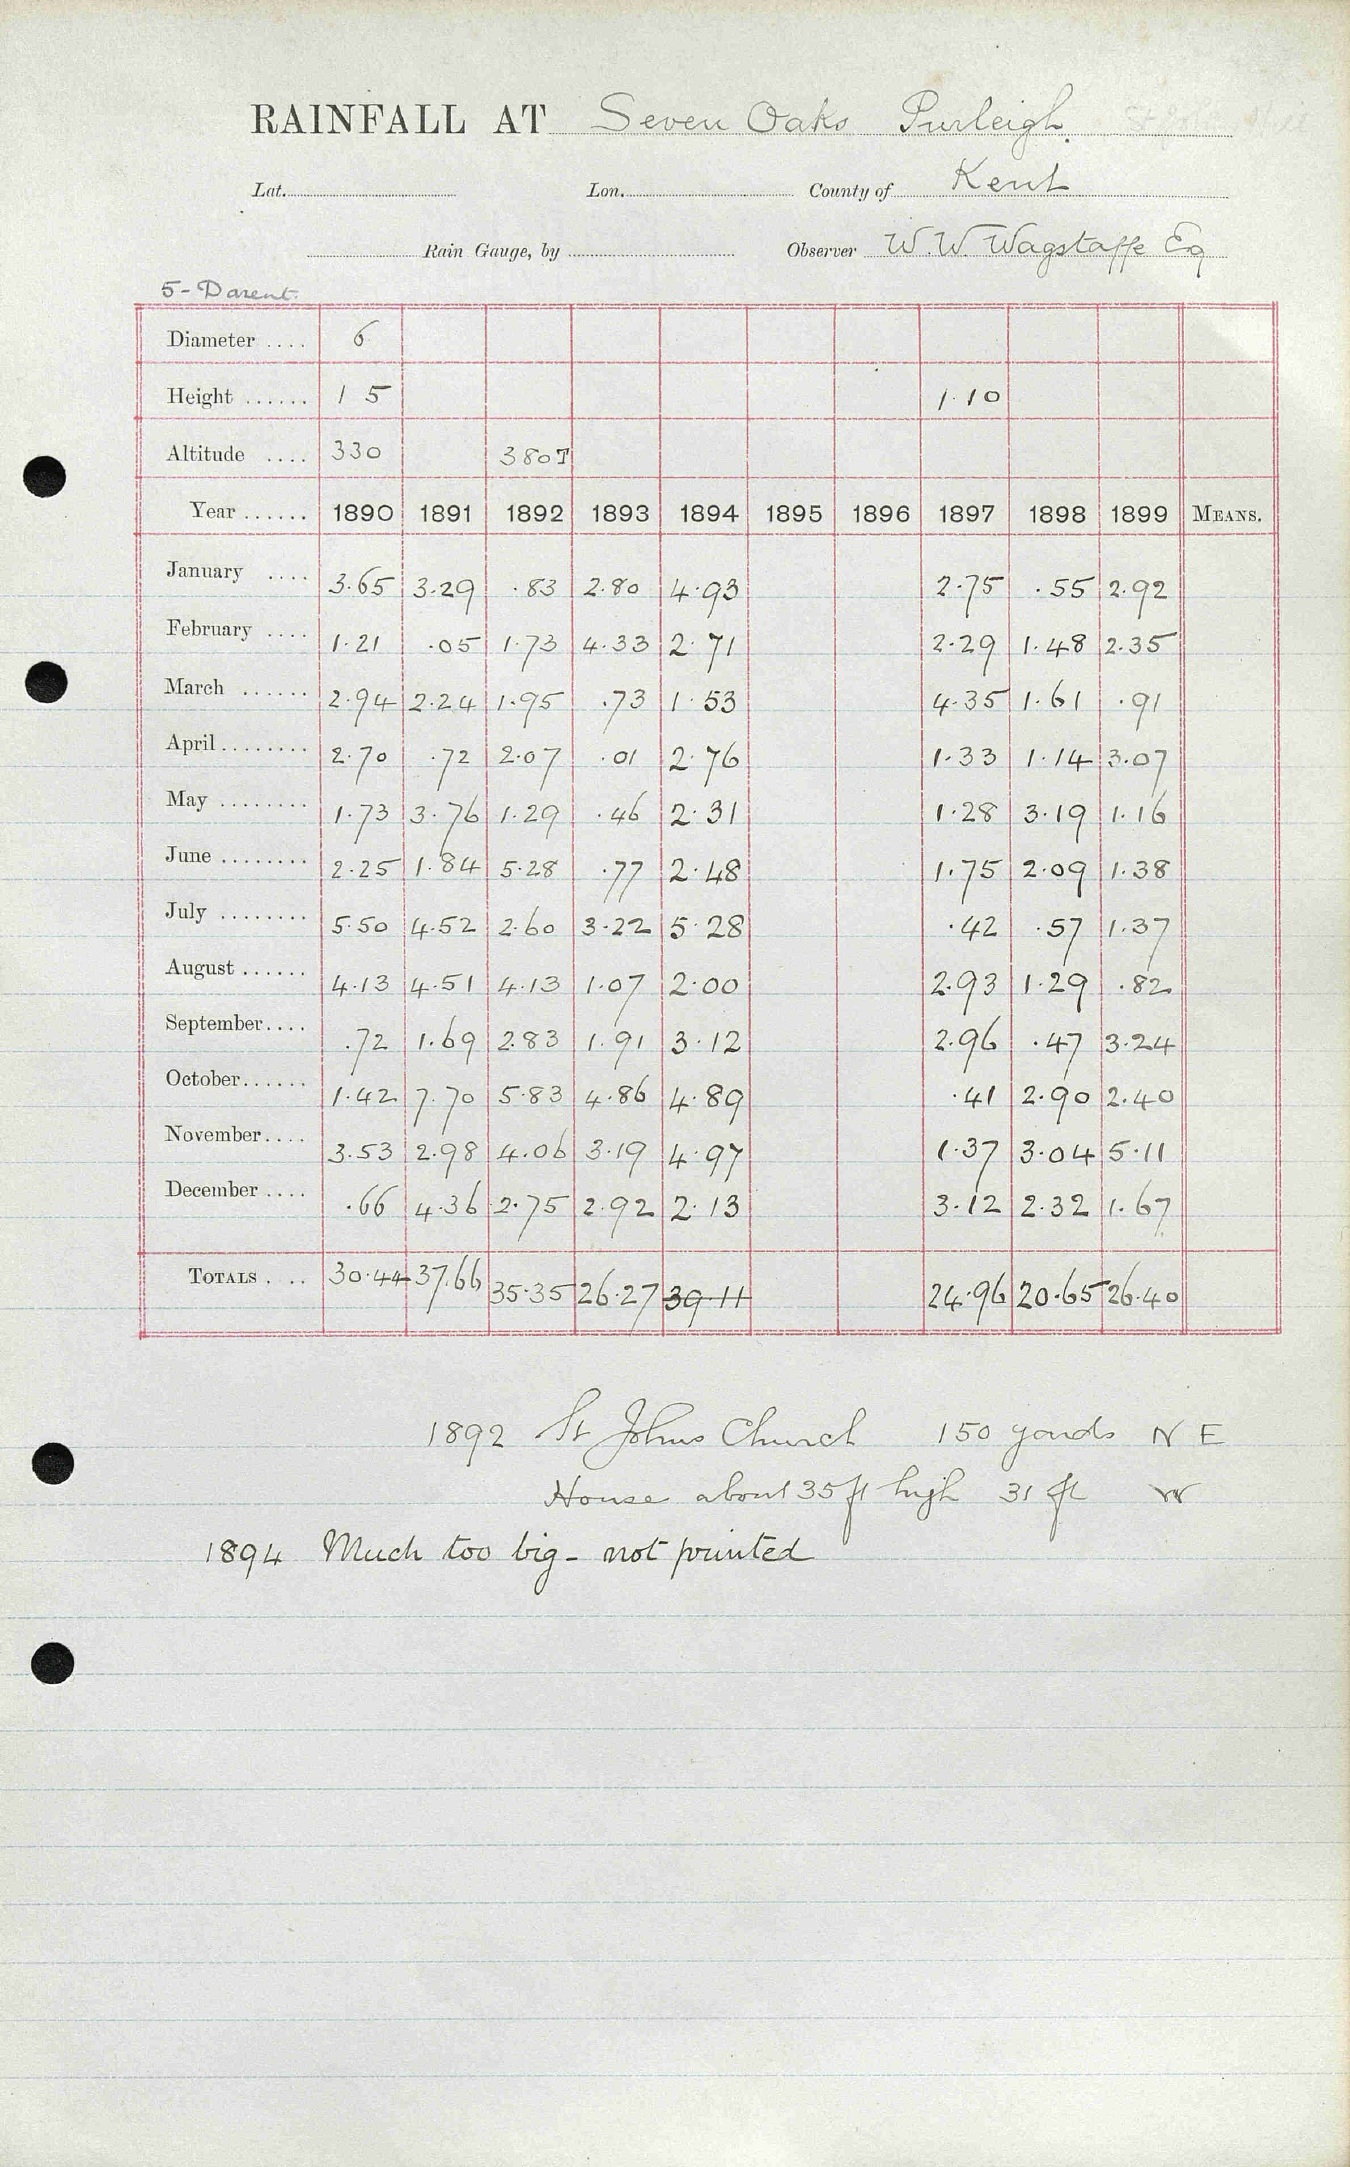 RAINFALL AT Seven Oaks Purleigh St Johns Hill
Lat. Lon. County of Kent
Rain Gauge, by Observer W. W Wagstaffe Eq
5 - Darent.
Diameter .... 6
Height ...... 1 5 1.10
Altitude .... 330 380T
Year ...... 1890 1891 1892 1893 1894 1895 1896 1897 1898 1899 MEANS.
January .... 3.65 3.29 .83 2.80 4.93 2.75 .55 2.92
February .... 1.21 .05 1.73 4.33 2.71 2.29 1.48 2.35
March ...... 2.94 2.24 1.95 .73 1.53 4.35 1.61 .91
April ........ 2.70 .72 2.07 .01 2.76 1.33 1.14 3.07
May ........ 1.73 3.76 1.29 .46 2.31 1.28 3.19 1.16
June ........ 2.25 1.84 5.28 .77 2.48 1.75 2.09 1.38
July ........ 5.50 4.52 2.60 3.22 5.28 .42 .57 1.37
August ...... 4.13 4.51 4.13 1.07 2.00 2.93 1.29 .82
September.... .72 1.69 2.83 1.91 3.12 2.96 .47 3.24
October...... 1.42 7.70 5.83 4.86 4.89 .41 2.90 2.40
November.... 3.53 2.98 4.06 3.19 4.97 1.37 3.04 5.11
December .... .66 4.36 2.75 2.92 2.13 3.12 2.32 1.67
TOTALS .... 30.44 37.66 35.35 26.27 39.11 24.96 20.65 26.40
1892 St Johns Church 150 yards N E
House about 35 ft high 31 ft W
1894 Much too big - not printed